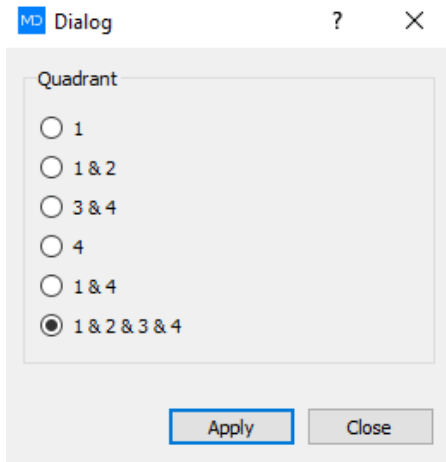 MD Dialog ?
Quadrant
1
1 & 2
3 & 4
4
1 & 4
1 & 2 & 3 & 4
Apply Close